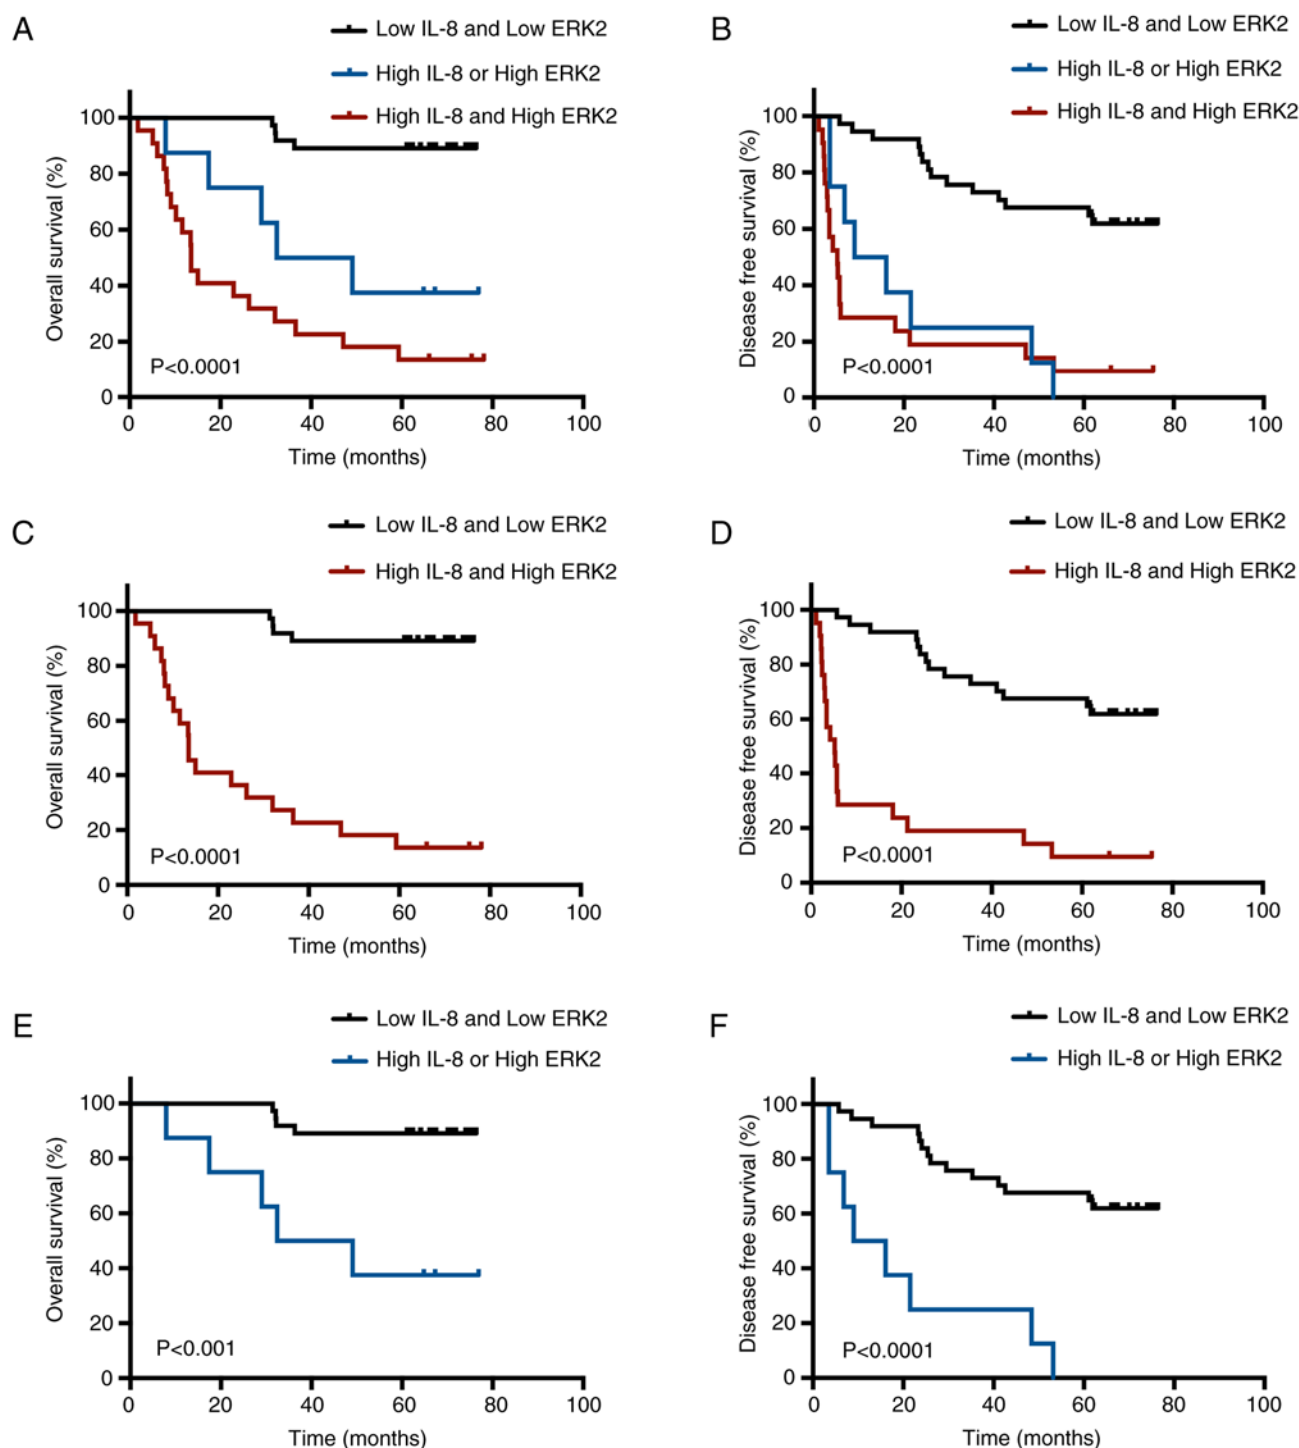 A
Low IL-8 and Low ERK2
High IL-8 or High ERK2
High IL-8 and High ERK2
Overall survival (%)
100
80
60
40
20
0
P<0.0001
0 20 40 60 80 100
Time (months)
B
Low IL-8 and Low ERK2
High IL-8 or High ERK2
High IL-8 and High ERK2
Disease free survival (%)
100
80
60
40
20
0
P<0.0001
0 20 40 60 80 100
Time (months)
C
Low IL-8 and Low ERK2
High IL-8 and High ERK2
Overall survival (%)
100
80
60
40
20
0
P<0.0001
0 20 40 60 80 100
Time (months)
D
Low IL-8 and Low ERK2
High IL-8 and High ERK2
Disease free survival (%)
100
80
60
40
20
0
P<0.0001
0 20 40 60 80 100
Time (months)
E
Low IL-8 and Low ERK2
High IL-8 or High ERK2
Overall survival (%)
100
80
60
40
20
0
P<0.001
0 20 40 60 80 100
Time (months)
F
Low IL-8 and Low ERK2
High IL-8 or High ERK2
Disease free survival (%)
100
80
60
40
20
0
P<0.0001
0 20 40 60 80 100
Time (months)